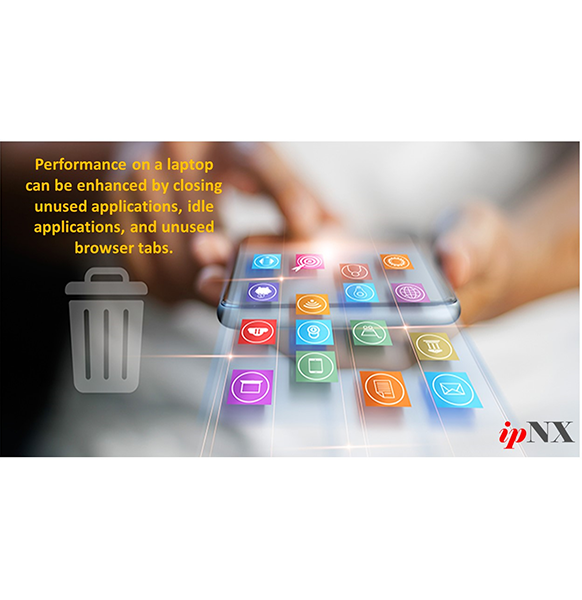 Performance on a laptop
can be enhanced by closing
unused applications, idle
applications, and unused
browser tabs.
ipNX